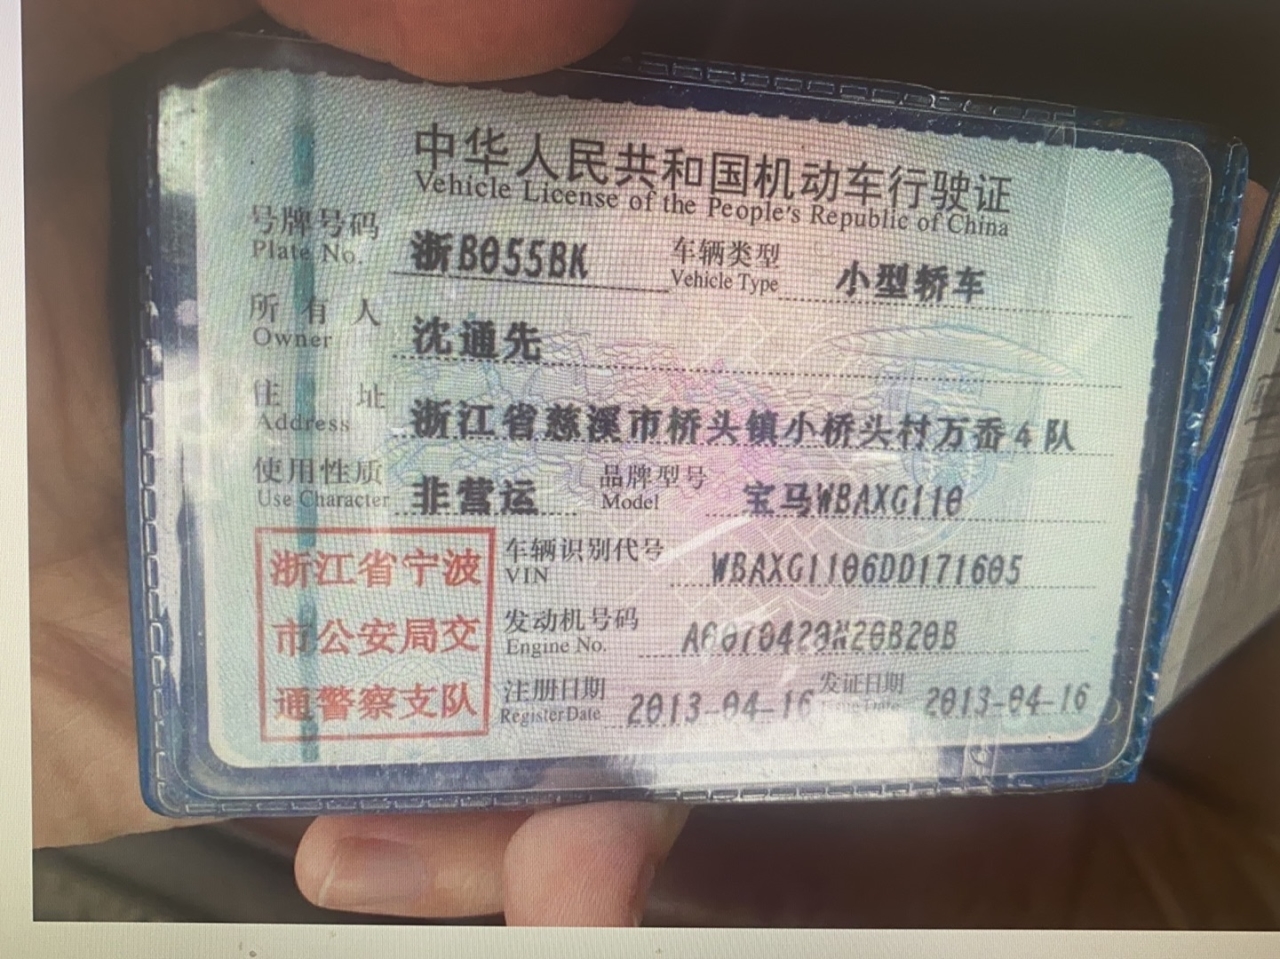 中华人民共和国机动车行驶证
Vehicle License of the People's Republic of China
号牌号码 浙B055BK 车辆类型 小型轿车
Plate No. Vehicle Type
所有人 沈通先
Owner
住址 浙江省慈溪市桥头镇小桥头村万岙4队
Address
使用性质 非营运 品牌型号 宝马WBAXG110
Use Character Model
浙江省宁波
市公安局交
通警察支队
车辆识别代号 WBAXG1106DD171605
VIN
发动机号码
Engine No.
注册日期 2013-04-16 发证日期 2013-04-16
Register Date Issue Date